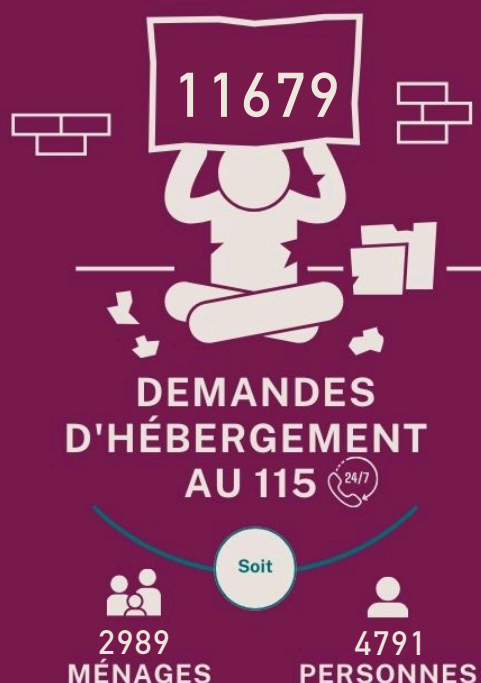 11679
DEMANDES
D'HÉBERGEMENT
AU 115 24/7
Soit
2989
MÉNAGES
4791
PERSONNES